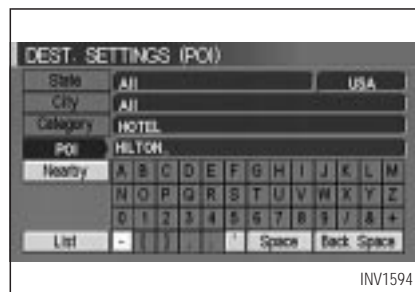 DEST. SETTINGS (POI)
State All USA
City All
Category HOTEL
POI HILTON
Nearby A B C D E F G H I J K L M
N O P Q R S T U V W X Y Z
0 1 2 3 4 5 6 7 8 9 / & +
List - ( ) . , ' Space Back Space
INV1594